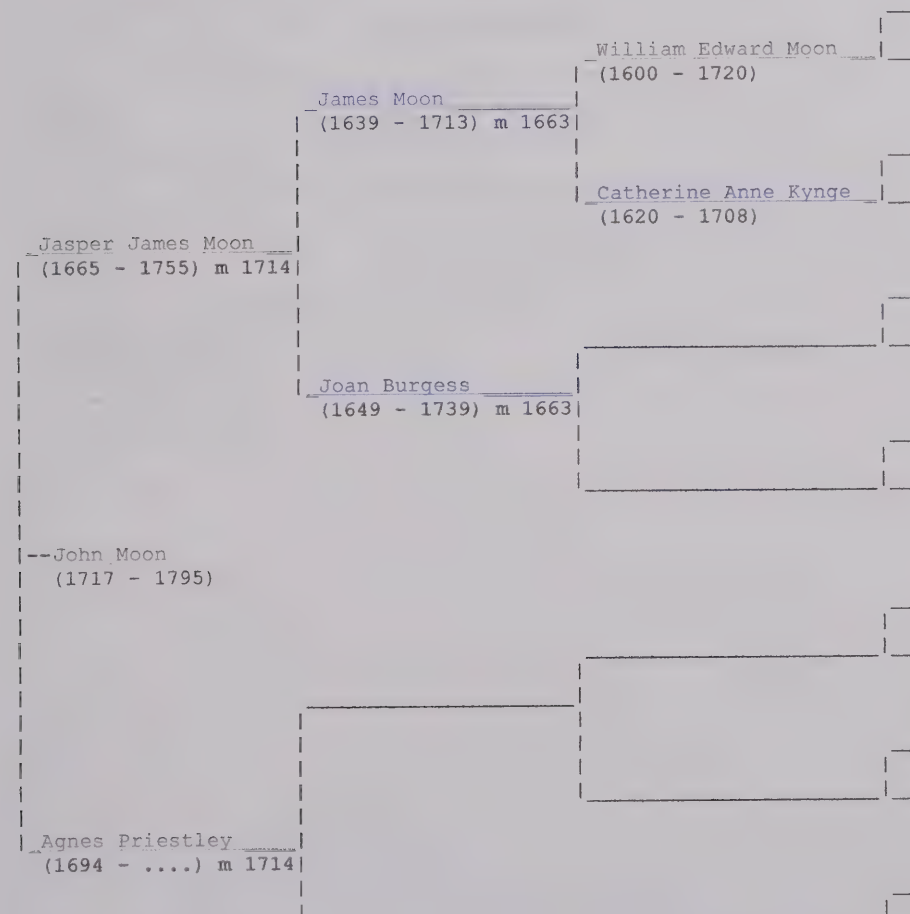 William Edward Moon
(1600 - 1720)
James Moon
(1639 - 1713) m 1663
Catherine Anne Kynge
(1620 - 1708)
Jasper James Moon
(1665 - 1755) m 1714
Joan Burgess
(1649 - 1739) m 1663
--John Moon
(1717 - 1795)
Agnes Priestley
(1694 - ....) m 1714